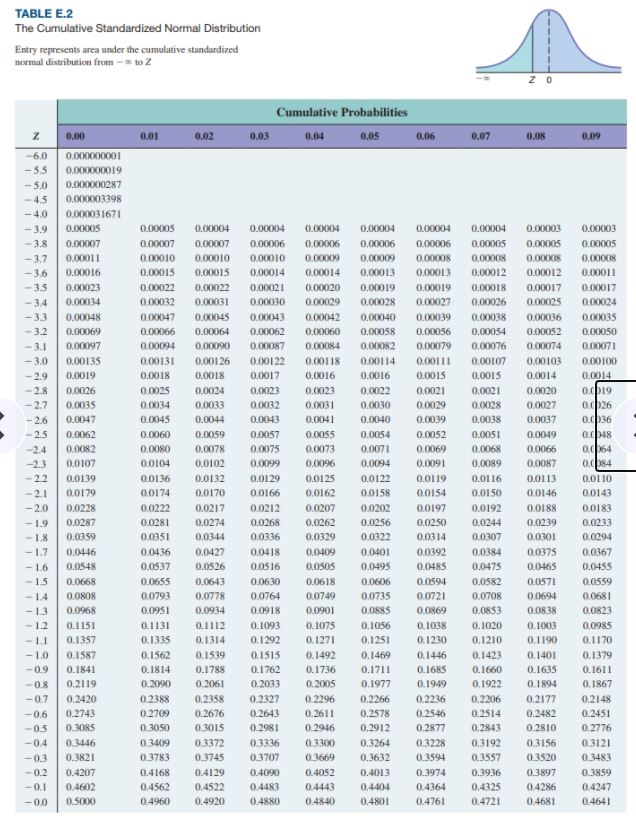 TABLE E.2
The Cumulative Standardized Normal Distribution
Entry represents area under the cumulative standardized
normal distribution from −∞ to Z
−∞ Z 0
Cumulative Probabilities
Z 0.00 0.01 0.02 0.03 0.04 0.05 0.06 0.07 0.08 0.09
−6.0 0.000000001
−5.5 0.000000019
−5.0 0.000000287
−4.5 0.000003398
−4.0 0.000031671
−3.9 0.00005 0.00005 0.00004 0.00004 0.00004 0.00004 0.00004 0.00004 0.00003 0.00003
−3.8 0.00007 0.00007 0.00007 0.00006 0.00006 0.00006 0.00006 0.00005 0.00005 0.00005
−3.7 0.00011 0.00010 0.00010 0.00010 0.00009 0.00009 0.00008 0.00008 0.00008 0.00008
−3.6 0.00016 0.00015 0.00015 0.00014 0.00014 0.00013 0.00013 0.00012 0.00012 0.00011
−3.5 0.00023 0.00022 0.00022 0.00021 0.00020 0.00019 0.00019 0.00018 0.00017 0.00017
−3.4 0.00034 0.00032 0.00031 0.00030 0.00029 0.00028 0.00027 0.00026 0.00025 0.00024
−3.3 0.00048 0.00047 0.00045 0.00043 0.00042 0.00040 0.00039 0.00038 0.00036 0.00035
−3.2 0.00069 0.00066 0.00064 0.00062 0.00060 0.00058 0.00056 0.00054 0.00052 0.00050
−3.1 0.00097 0.00094 0.00090 0.00087 0.00084 0.00082 0.00079 0.00076 0.00074 0.00071
−3.0 0.00135 0.00131 0.00126 0.00122 0.00118 0.00114 0.00111 0.00107 0.00103 0.00100
−2.9 0.0019 0.0018 0.0018 0.0017 0.0016 0.0016 0.0015 0.0015 0.0014 0.0014
−2.8 0.0026 0.0025 0.0024 0.0023 0.0023 0.0022 0.0021 0.0021 0.0020 0.0019
−2.7 0.0035 0.0034 0.0033 0.0032 0.0031 0.0030 0.0029 0.0028 0.0027 0.0026
−2.6 0.0047 0.0045 0.0044 0.0043 0.0041 0.0040 0.0039 0.0038 0.0037 0.0036
−2.5 0.0062 0.0060 0.0059 0.0057 0.0055 0.0054 0.0052 0.0051 0.0049 0.0048
−2.4 0.0082 0.0080 0.0078 0.0075 0.0073 0.0071 0.0069 0.0068 0.0066 0.0064
−2.3 0.0107 0.0104 0.0102 0.0099 0.0096 0.0094 0.0091 0.0089 0.0087 0.0084
−2.2 0.0139 0.0136 0.0132 0.0129 0.0125 0.0122 0.0119 0.0116 0.0113 0.0110
−2.1 0.0179 0.0174 0.0170 0.0166 0.0162 0.0158 0.0154 0.0150 0.0146 0.0143
−2.0 0.0228 0.0222 0.0217 0.0212 0.0207 0.0202 0.0197 0.0192 0.0188 0.0183
−1.9 0.0287 0.0281 0.0274 0.0268 0.0262 0.0256 0.0250 0.0244 0.0239 0.0233
−1.8 0.0359 0.0351 0.0344 0.0336 0.0329 0.0322 0.0314 0.0307 0.0301 0.0294
−1.7 0.0446 0.0436 0.0427 0.0418 0.0409 0.0401 0.0392 0.0384 0.0375 0.0367
−1.6 0.0548 0.0537 0.0526 0.0516 0.0505 0.0495 0.0485 0.0475 0.0465 0.0455
−1.5 0.0668 0.0655 0.0643 0.0630 0.0618 0.0606 0.0594 0.0582 0.0571 0.0559
−1.4 0.0808 0.0793 0.0778 0.0764 0.0749 0.0735 0.0721 0.0708 0.0694 0.0681
−1.3 0.0968 0.0951 0.0934 0.0918 0.0901 0.0885 0.0869 0.0853 0.0838 0.0823
−1.2 0.1151 0.1131 0.1112 0.1093 0.1075 0.1056 0.1038 0.1020 0.1003 0.0985
−1.1 0.1357 0.1335 0.1314 0.1292 0.1271 0.1251 0.1230 0.1210 0.1190 0.1170
−1.0 0.1587 0.1562 0.1539 0.1515 0.1492 0.1469 0.1446 0.1423 0.1401 0.1379
−0.9 0.1841 0.1814 0.1788 0.1762 0.1736 0.1711 0.1685 0.1660 0.1635 0.1611
−0.8 0.2119 0.2090 0.2061 0.2033 0.2005 0.1977 0.1949 0.1922 0.1894 0.1867
−0.7 0.2420 0.2388 0.2358 0.2327 0.2296 0.2266 0.2236 0.2206 0.2177 0.2148
−0.6 0.2743 0.2709 0.2676 0.2643 0.2611 0.2578 0.2546 0.2514 0.2482 0.2451
−0.5 0.3085 0.3050 0.3015 0.2981 0.2946 0.2912 0.2877 0.2843 0.2810 0.2776
−0.4 0.3446 0.3409 0.3372 0.3336 0.3300 0.3264 0.3228 0.3192 0.3156 0.3121
−0.3 0.3821 0.3783 0.3745 0.3707 0.3669 0.3632 0.3594 0.3557 0.3520 0.3483
−0.2 0.4207 0.4168 0.4129 0.4090 0.4052 0.4013 0.3974 0.3936 0.3897 0.3859
−0.1 0.4602 0.4562 0.4522 0.4483 0.4443 0.4404 0.4364 0.4325 0.4286 0.4247
−0.0 0.5000 0.4960 0.4920 0.4880 0.4840 0.4801 0.4761 0.4721 0.4681 0.4641